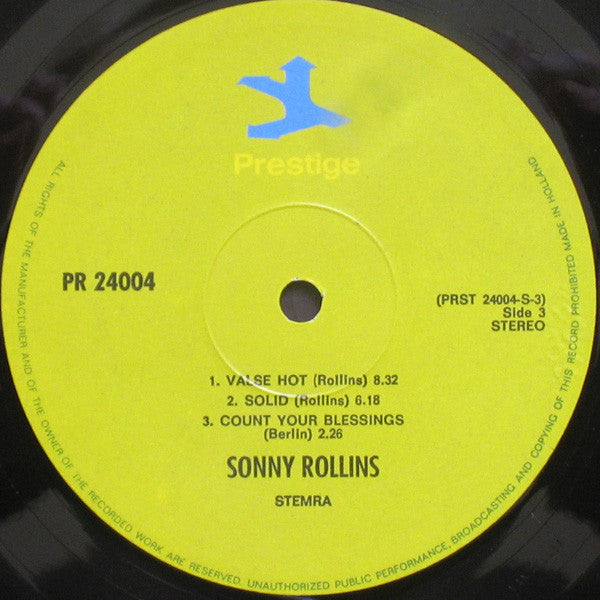 Prestige
PR 24004
(PRST 24004-S-3)
Side 3
STEREO
1. VALSE HOT (Rollins) 8.32
2. SOLID (Rollins) 6.18
3. COUNT YOUR BLESSINGS
(Berlin) 2.26
SONNY ROLLINS
STEMRA
ALL RIGHTS OF THE MANUFACTURER AND OF THE OWNER OF THE RECORDED WORK ARE RESERVED. UNAUTHORIZED PUBLIC PERFORMANCE, BROADCASTING AND COPYING OF THIS RECORD PROHIBITED MADE IN HOLLAND